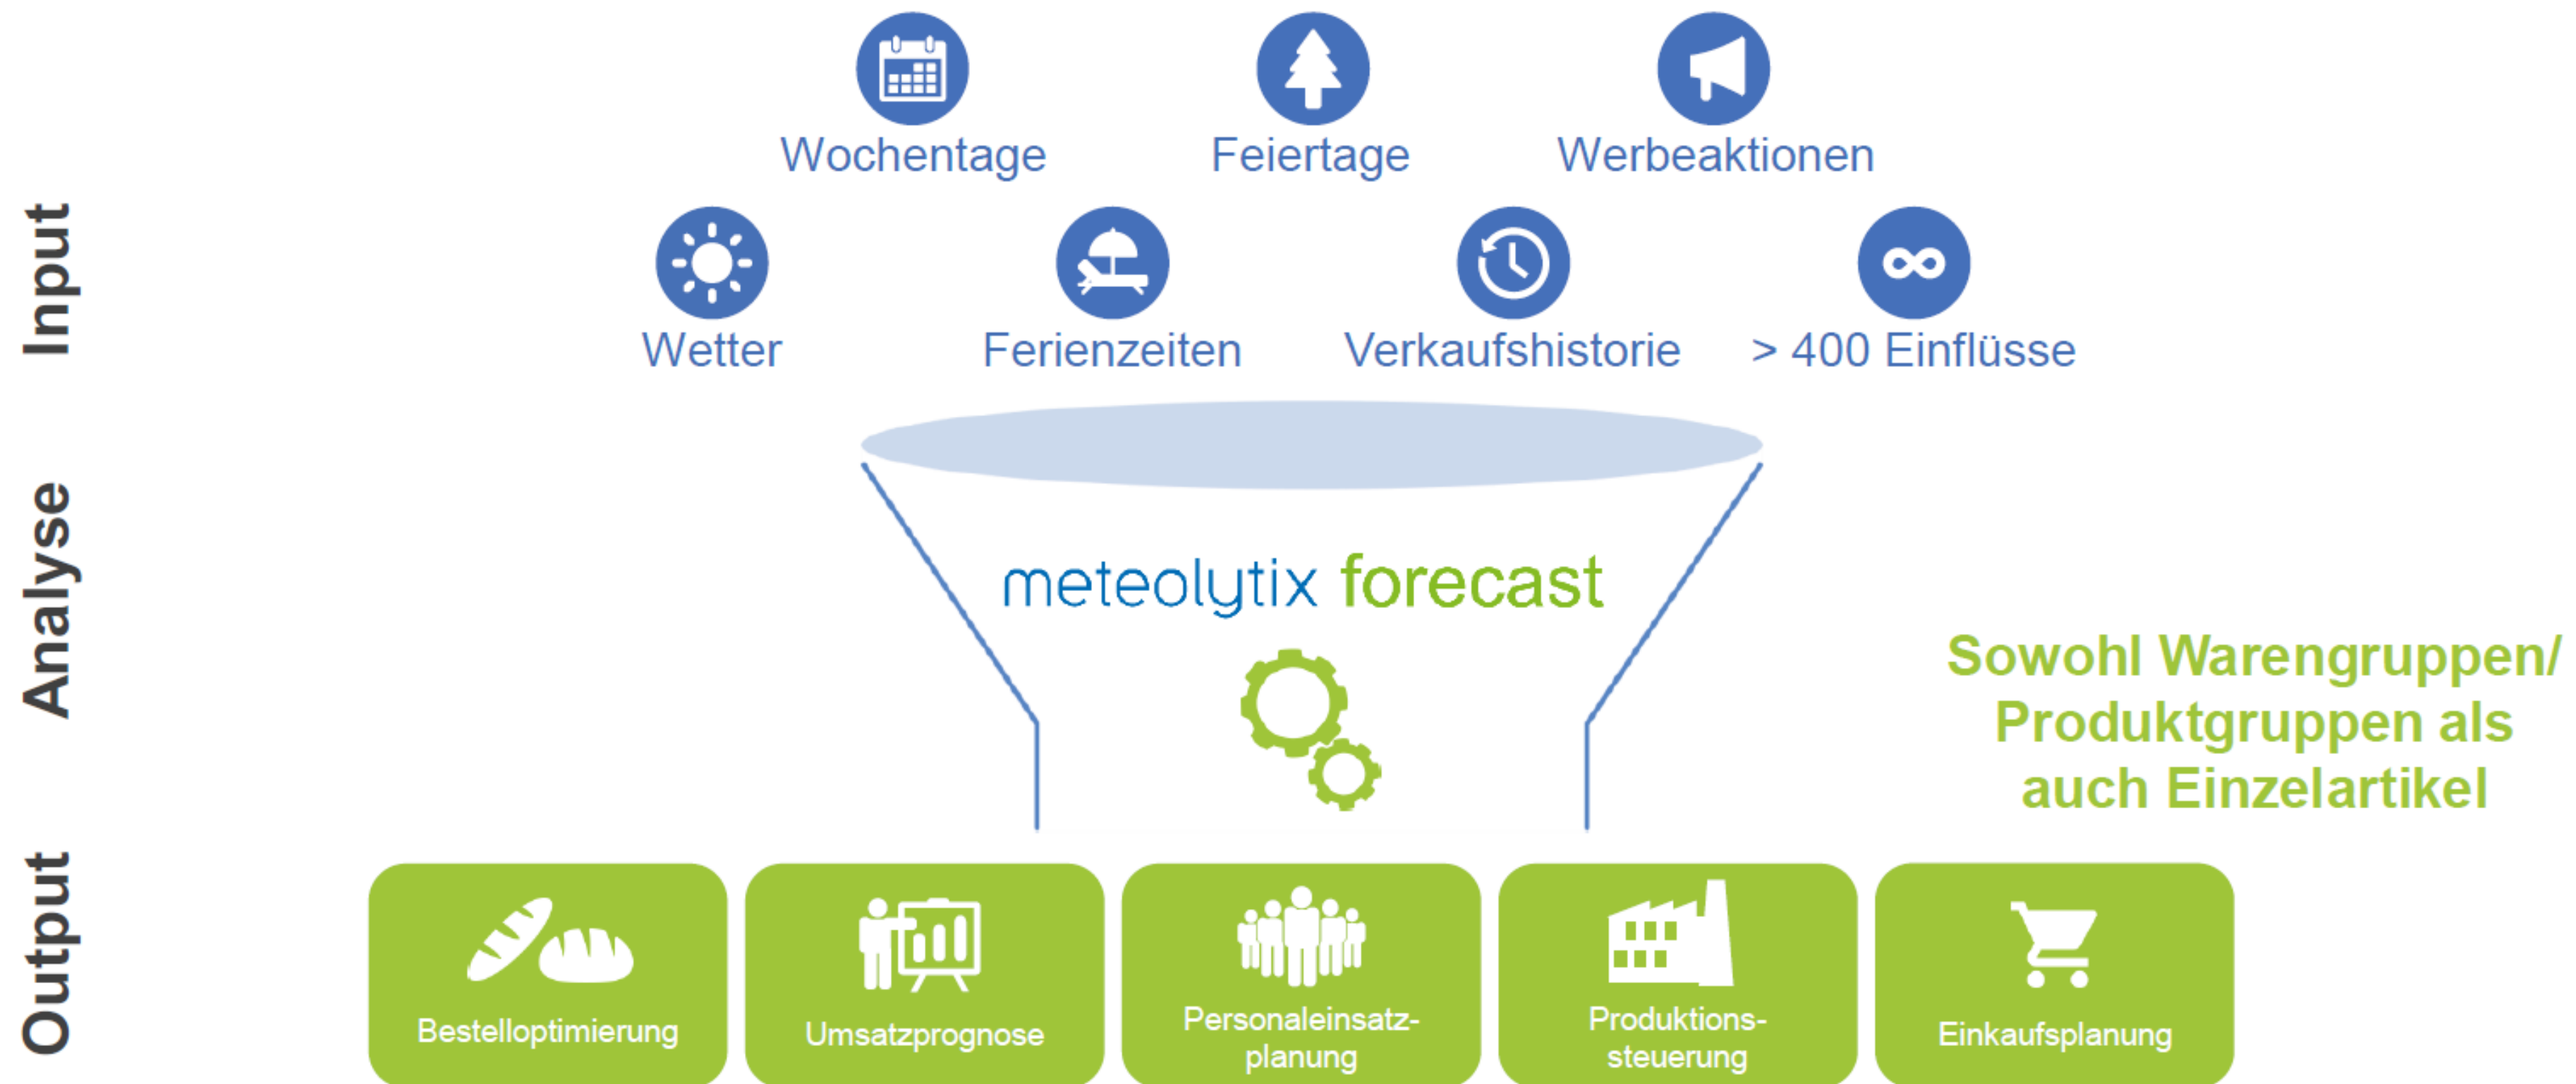 Input
Wochentage
Feiertage
Werbeaktionen
Wetter
Ferienzeiten
Verkaufshistorie
> 400 Einflüsse
Analyse
meteolytix forecast
Sowohl Warengruppen/
Produktgruppen als
auch Einzelartikel
Output
Bestelloptimierung
Umsatzprognose
Personaleinsatz-
planung
Produktions-
steuerung
Einkaufsplanung